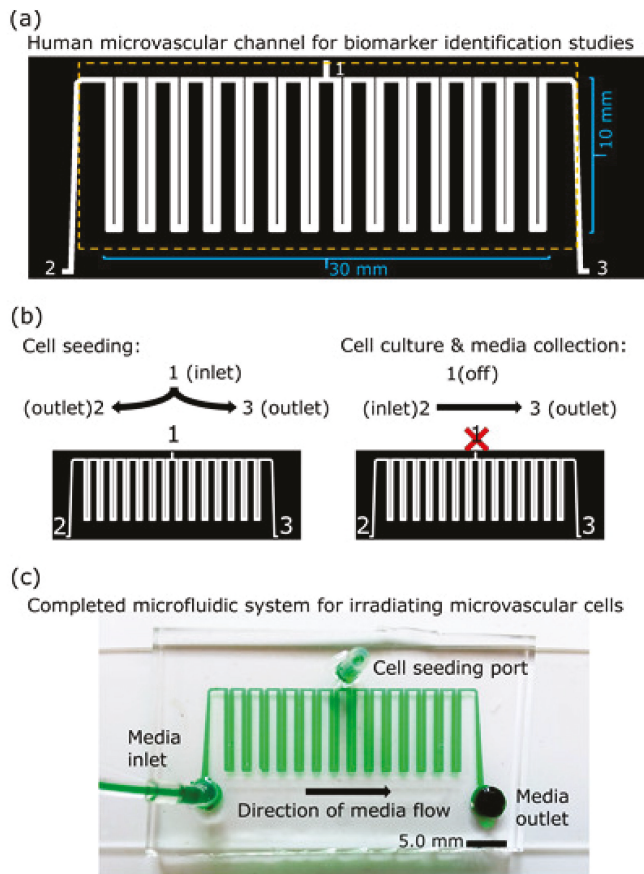 (a)
Human microvascular channel for biomarker identification studies
1
10 mm
2
30 mm
3
(b)
Cell seeding:
1 (inlet)
(outlet)2
3 (outlet)
1
2
3
Cell culture & media collection:
1(off)
(inlet)2
3 (outlet)
1
2
3
(c)
Completed microfluidic system for irradiating microvascular cells
Cell seeding port
Media
inlet
Direction of media flow
Media
outlet
5.0 mm